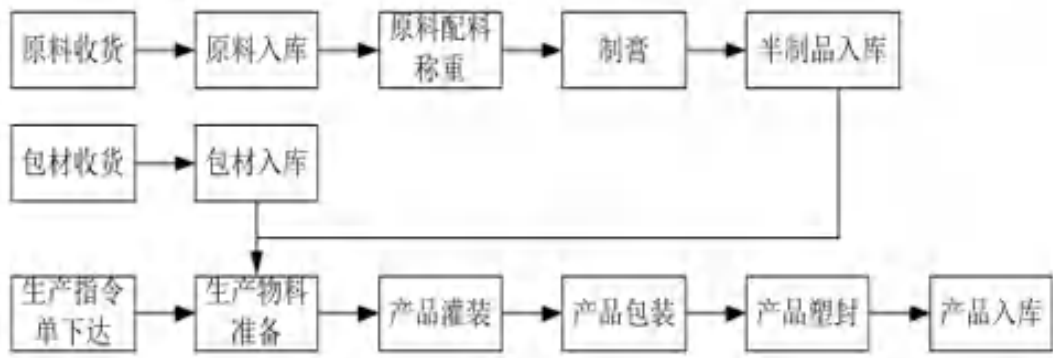 原料收货
原料入库
原料配料
称重
制膏
半制品入库
包材收货
包材入库
生产指令
单下达
生产物料
准备
产品灌装
产品包装
产品塑封
产品入库